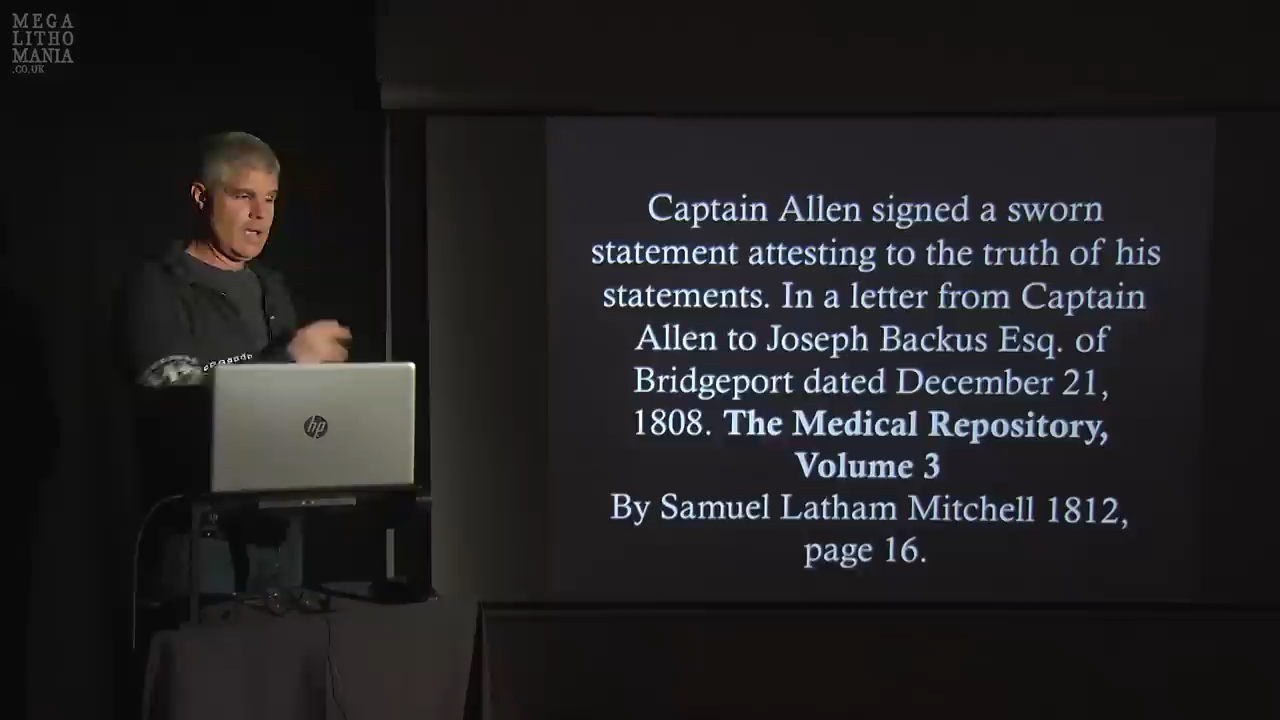 MEGA
LITHO
MANIA
.CO.UK
Captain Allen signed a sworn
statement attesting to the truth of his
statements. In a letter from Captain
Allen to Joseph Backus Esq. of
Bridgeport dated December 21,
1808. The Medical Repository,
Volume 3
By Samuel Latham Mitchell 1812,
page 16.
hp